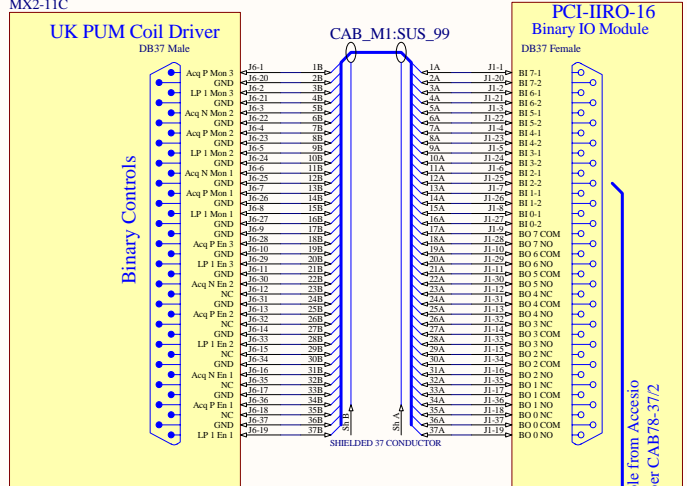 MX2-11C
UK PUM Coil Driver
DB37 Male
CAB_M1:SUS_99
PCI-IIRO-16
Binary IO Module
DB37 Female
Binary Controls
Acq P Mon 3 J6-1 1B 1A J1-1 BI 7-1
GND J6-20 2B 2A J1-20 BI 7-2
LP 1 Mon 3 J6-2 3B 3A J1-2 BI 6-1
GND J6-21 4B 4A J1-21 BI 6-2
Acq N Mon 2 J6-3 5B 5A J1-3 BI 5-1
GND J6-22 6B 6A J1-22 BI 5-2
Acq P Mon 2 J6-4 7B 7A J1-4 BI 4-1
GND J6-23 8B 8A J1-23 BI 4-2
LP 1 Mon 2 J6-5 9B 9A J1-5 BI 3-1
GND J6-24 10B 10A J1-24 BI 3-2
Acq N Mon 1 J6-6 11B 11A J1-6 BI 2-1
GND J6-25 12B 12A J1-25 BI 2-2
Acq P Mon 1 J6-7 13B 13A J1-7 BI 1-1
GND J6-26 14B 14A J1-26 BI 1-2
LP 1 Mon 1 J6-8 15B 15A J1-8 BI 0-1
GND J6-27 16B 16A J1-27 BI 0-2
GND J6-9 17B 17A J1-9 BO 7 COM
Acq P En 3 J6-28 18B 18A J1-28 BO 7 NO
GND J6-10 19B 19A J1-10 BO 6 COM
LP 1 En 3 J6-29 20B 20A J1-29 BO 6 NO
GND J6-11 21B 21A J1-11 BO 5 COM
Acq N En 2 J6-30 22B 22A J1-30 BO 5 NO
NC J6-12 23B 23A J1-12 BO 4 NC
GND J6-31 24B 24A J1-31 BO 4 COM
Acq P En 2 J6-13 25B 25A J1-13 BO 4 NO
NC J6-32 26B 26A J1-32 BO 3 NC
GND J6-14 27B 27A J1-14 BO 3 COM
LP 1 En 2 J6-33 28B 28A J1-33 BO 3 NO
NC J6-15 29B 29A J1-15 BO 2 NC
GND J6-34 30B 30A J1-34 BO 2 COM
Acq N En 1 J6-16 31B 31A J1-16 BO 2 NO
NC J6-35 32B 32A J1-35 BO 1 NC
GND J6-17 33B 33A J1-17 BO 1 COM
Acq P En 1 J6-36 34B 34A J1-36 BO 1 NO
NC J6-18 35B 35A J1-18 BO 0 NC
GND J6-37 36B 36A J1-37 BO 0 COM
LP 1 En 1 J6-19 37B 37A J1-19 BO 0 NO
Sh B
Sh A
SHIELDED 37 CONDUCTOR
le from Accesio
per CAB78-37/2